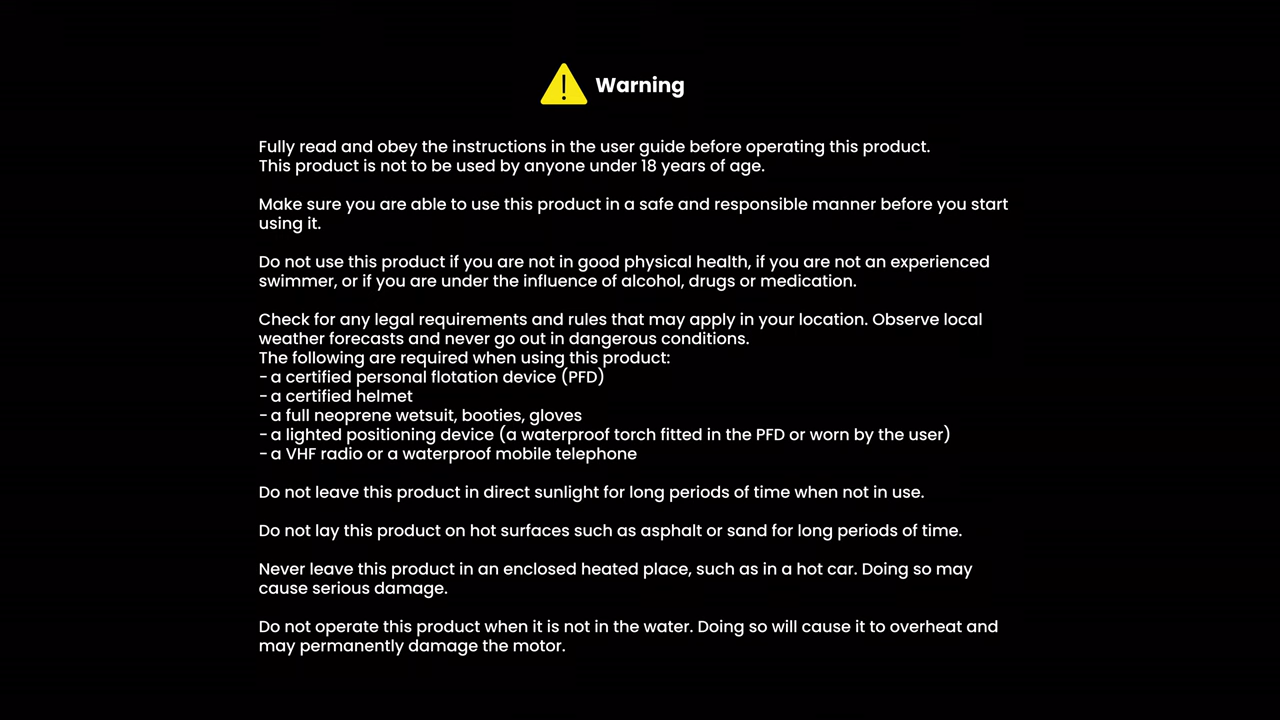 Warning
Fully read and obey the instructions in the user guide before operating this product.
This product is not to be used by anyone under 18 years of age.
Make sure you are able to use this product in a safe and responsible manner before you start
using it.
Do not use this product if you are not in good physical health, if you are not an experienced
swimmer, or if you are under the influence of alcohol, drugs or medication.
Check for any legal requirements and rules that may apply in your location. Observe local
weather forecasts and never go out in dangerous conditions.
The following are required when using this product:
- a certified personal flotation device (PFD)
- a certified helmet
- a full neoprene wetsuit, booties, gloves
- a lighted positioning device (a waterproof torch fitted in the PFD or worn by the user)
- a VHF radio or a waterproof mobile telephone
Do not leave this product in direct sunlight for long periods of time when not in use.
Do not lay this product on hot surfaces such as asphalt or sand for long periods of time.
Never leave this product in an enclosed heated place, such as in a hot car. Doing so may
cause serious damage.
Do not operate this product when it is not in the water. Doing so will cause it to overheat and
may permanently damage the motor.